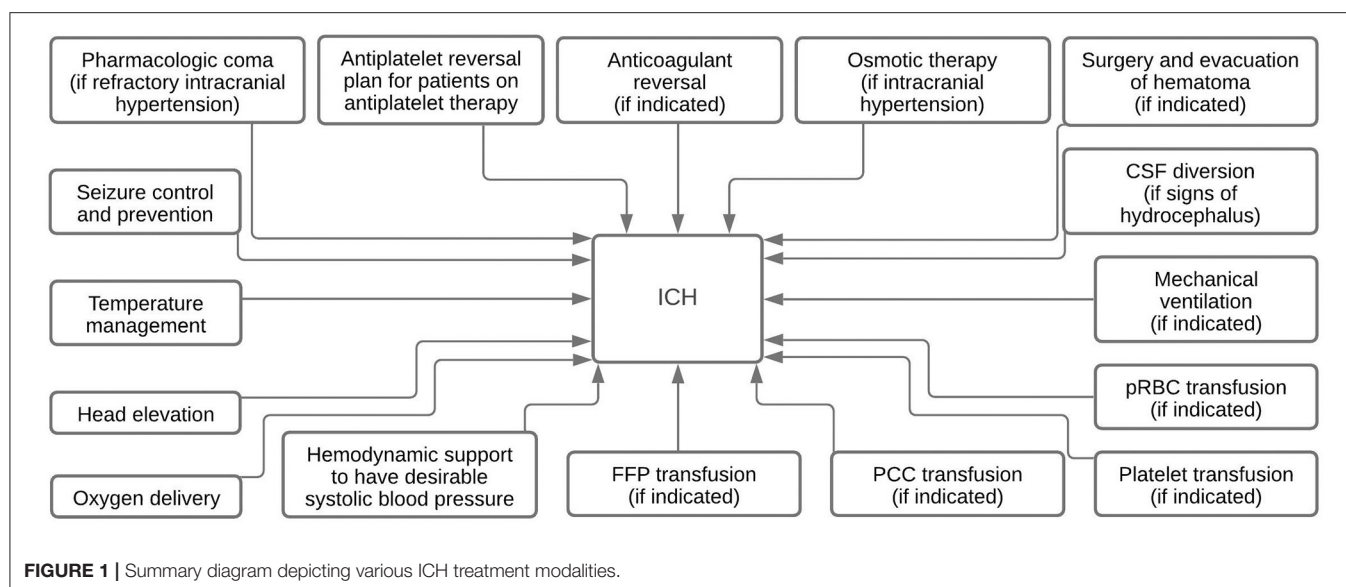 Pharmacologic coma
(if refractory intracranial
hypertension)
Antiplatelet reversal
plan for patients on
antiplatelet therapy
Anticoagulant
reversal
(if indicated)
Osmotic therapy
(if intracranial
hypertension)
Surgery and evacuation
of hematoma
(if indicated)
Seizure control
and prevention
CSF diversion
(if signs of
hydrocephalus)
ICH
Temperature
management
Mechanical
ventilation
(if indicated)
Head elevation
pRBC transfusion
(if indicated)
Oxygen delivery
Hemodynamic support
to have desirable
systolic blood pressure
FFP transfusion
(if indicated)
PCC transfusion
(if indicated)
Platelet transfusion
(if indicated)
FIGURE 1 | Summary diagram depicting various ICH treatment modalities.